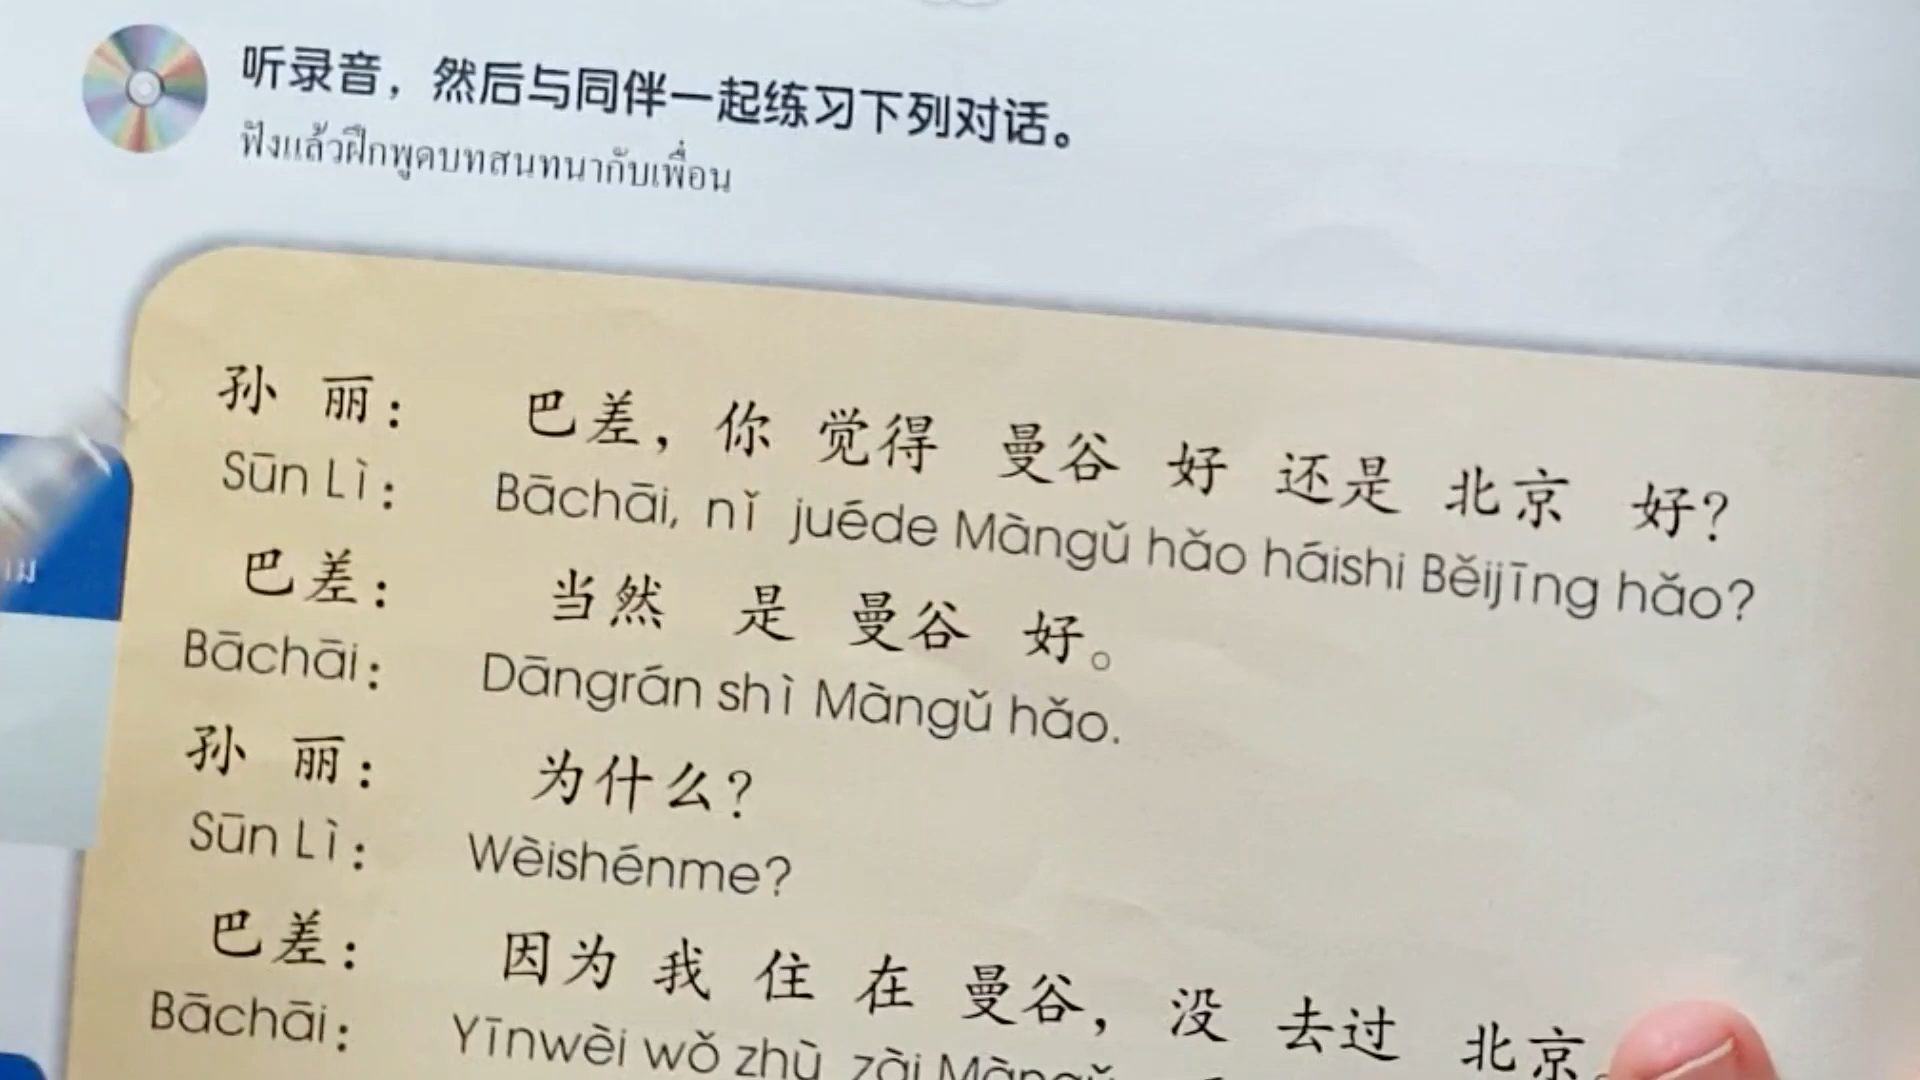 听录音，然后与同伴一起练习下列对话。
ฟังแล้วฝึกพูดบทสนทนากับเพื่อน
孙 丽： 巴差，你 觉得 曼谷 好 还是 北京 好？
Sūn Lì： Bāchāi, nǐ juéde Màngǔ hǎo háishi Běijīng hǎo?
巴差： 当然 是 曼谷 好。
Bāchāi： Dāngrán shì Màngǔ hǎo.
孙 丽： 为什么？
Sūn Lì： Wèishénme?
巴差： 因为 我 住 在 曼谷，没 去过 北京。
Bāchāi： Yīnwèi wǒ zhù zài Màngǔ